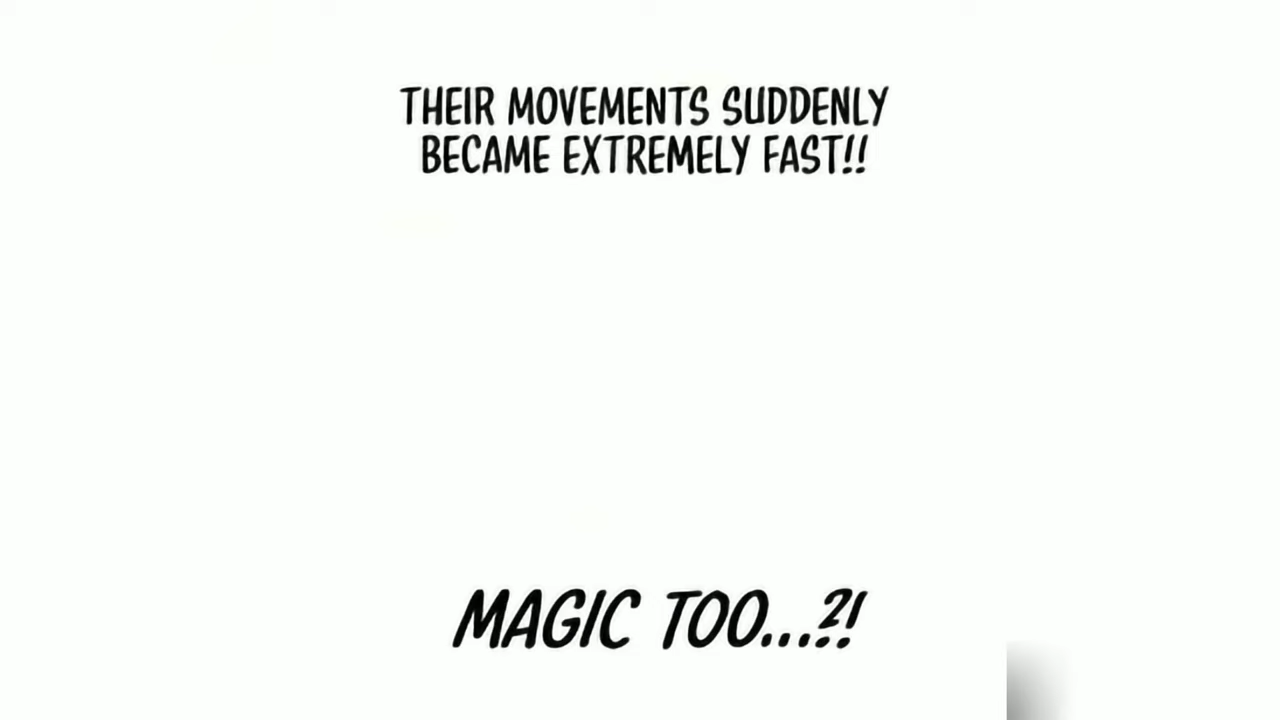 THEIR MOVEMENTS SUDDENLY
BECAME EXTREMELY FAST!!
MAGIC TOO...?!